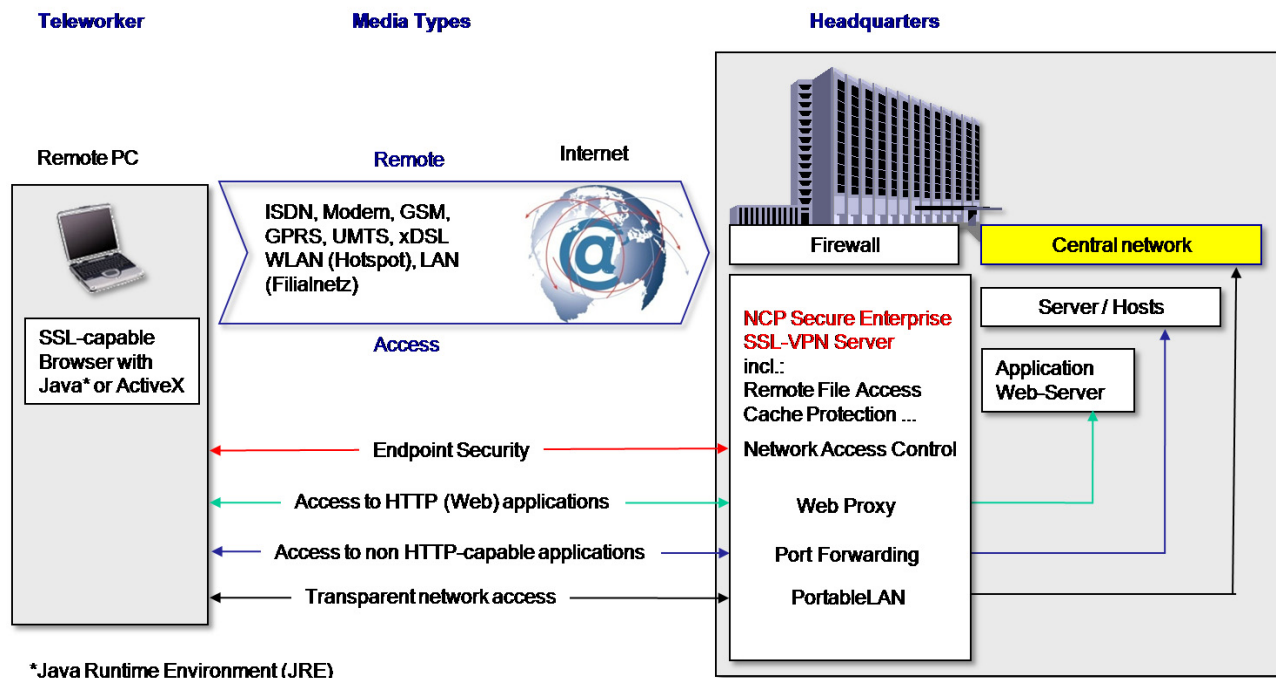 Teleworker
Media Types
Headquarters
Remote PC
Remote
Internet
ISDN, Modem, GSM,
GPRS, UMTS, xDSL
WLAN (Hotspot), LAN
(Filialnetz)
@
Access
SSL-capable
Browser with
Java* or ActiveX
Firewall
Central network
NCP Secure Enterprise
SSL-VPN Server
incl.:
Remote File Access
Cache Protection ...
Server / Hosts
Application
Web-Server
Endpoint Security
Network Access Control
Access to HTTP (Web) applications
Web Proxy
Access to non HTTP-capable applications
Port Forwarding
Transparent network access
PortableLAN
*Java Runtime Environment (JRE)